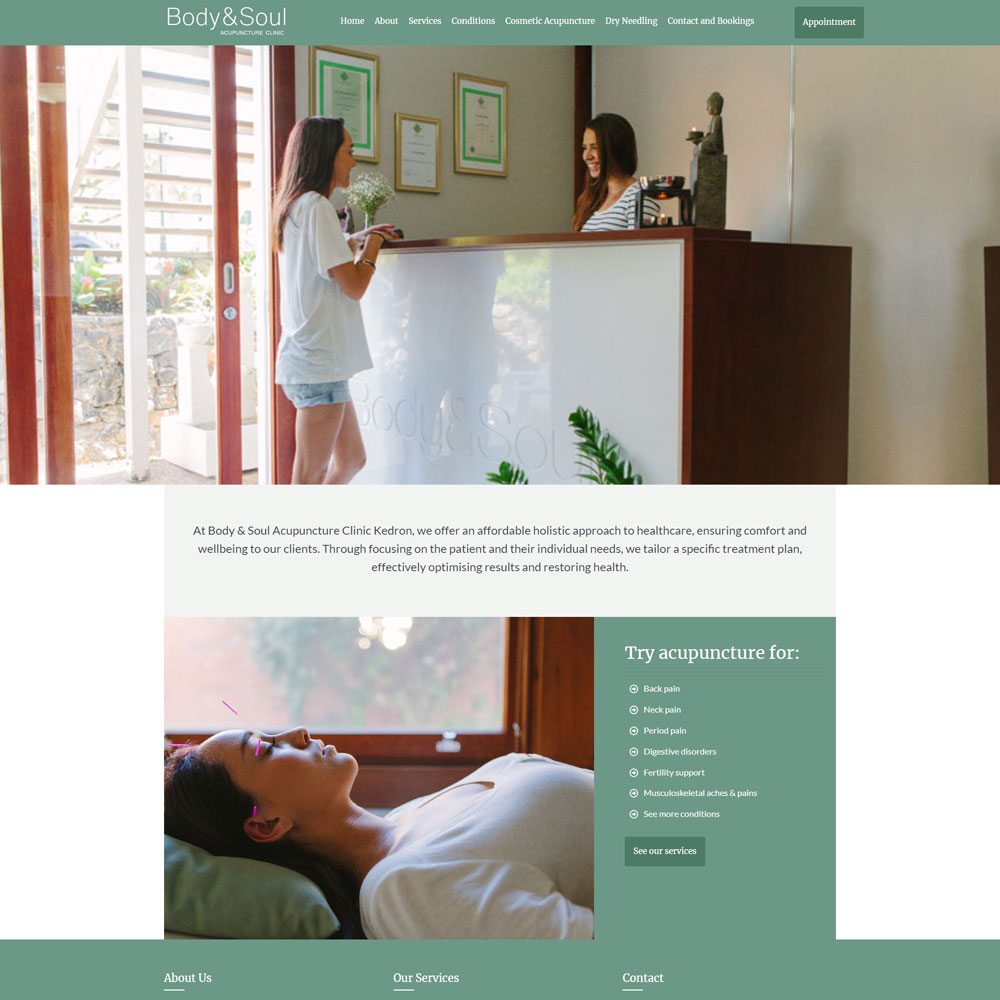 Body&Soul
ACUPUNCTURE CLINIC
Home About Services Conditions Cosmetic Acupuncture Dry Needling Contact and Bookings
Appointment
Body&Soul
At Body & Soul Acupuncture Clinic Kedron, we offer an affordable holistic approach to healthcare, ensuring comfort and
wellbeing to our clients. Through focusing on the patient and their individual needs, we tailor a specific treatment plan,
effectively optimising results and restoring health.
Try acupuncture for:
Back pain
Neck pain
Period pain
Digestive disorders
Fertility support
Musculoskeletal aches & pains
See more conditions
See our services
About Us
Our Services
Contact